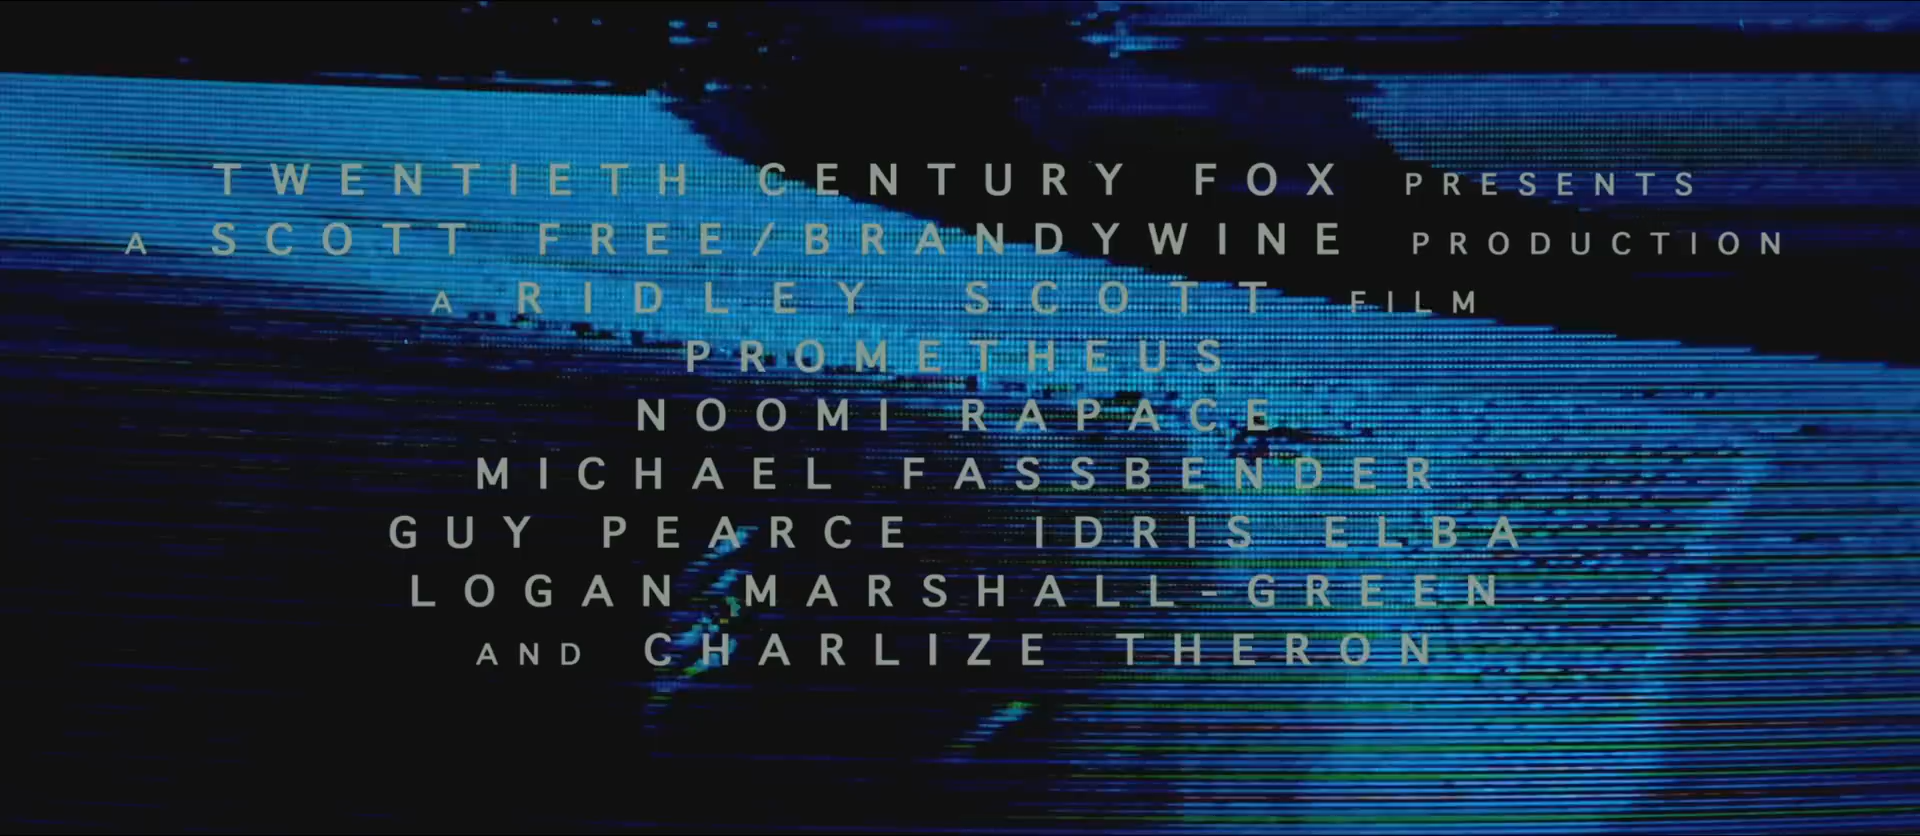 TWENTIETH CENTURY FOX PRESENTS
A SCOTT FREE/BRANDYWINE PRODUCTION
A RIDLEY SCOTT FILM
PROMETHEUS
NOOMI RAPACE
MICHAEL FASSBENDER
GUY PEARCE IDRIS ELBA
LOGAN MARSHALL-GREEN
AND CHARLIZE THERON